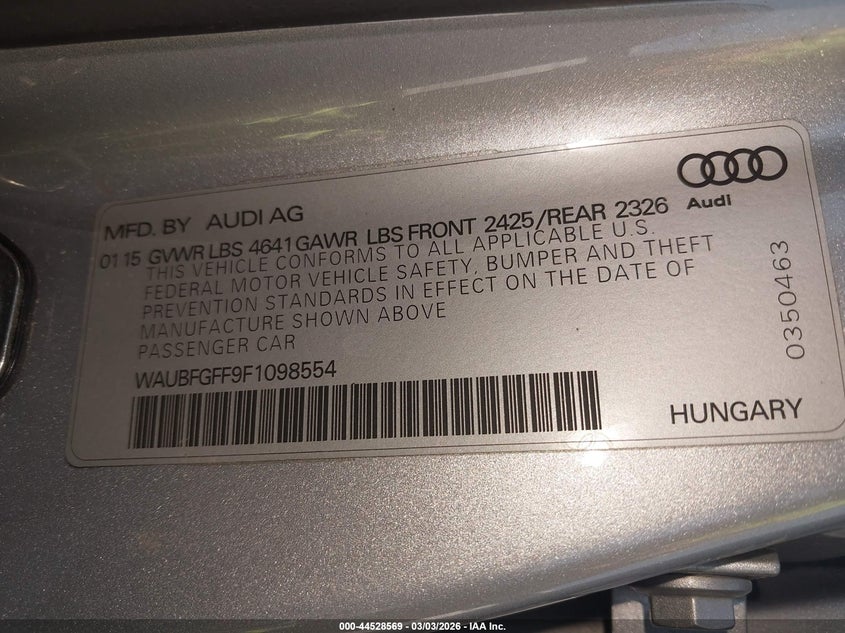 MFD. BY AUDI AG
Audi
01 15 GVWR LBS 4641 GAWR LBS FRONT 2425/REAR 2326
THIS VEHICLE CONFORMS TO ALL APPLICABLE U.S.
FEDERAL MOTOR VEHICLE SAFETY, BUMPER AND THEFT
PREVENTION STANDARDS IN EFFECT ON THE DATE OF
MANUFACTURE SHOWN ABOVE
PASSENGER CAR
WAUBFGFF9F1098554
HUNGARY
0350463
000-44528569 | 03/03/2026 - IAA Inc.